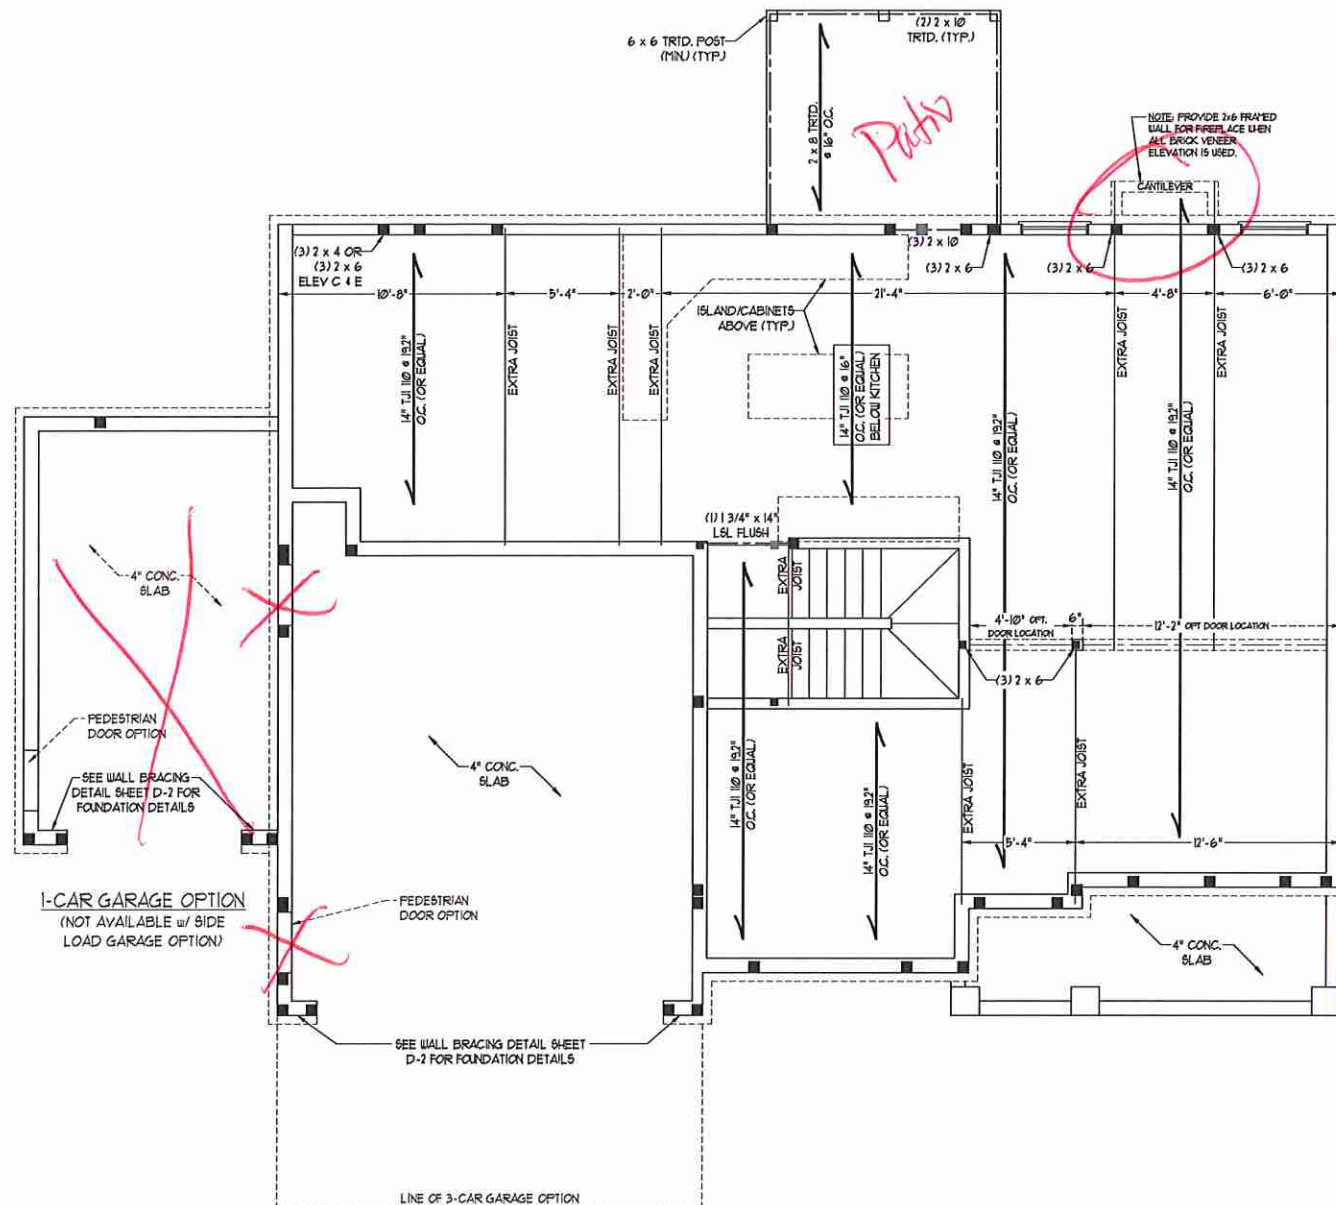 6 x 6 TRTD. POST
(MIN.) (TYP.)
(2) 2 x 10
TRTD. (TYP.)
2 x 8 TRTD.
@ 16" O.C.
Patio
NOTE: PROVIDE 2x6 FRAMED
WALL FOR FIREPLACE WHEN
ALL BRICK VENEER
ELEVATION IS USED.
CANTILEVER
(3) 2 x 4 OR
(3) 2 x 6
ELEV C & E
(3) 2 x 10
(3) 2 x 6
(3) 2 x 6
(3) 2 x 6
10'-8"
5'-4"
2'-0"
21'-4"
4'-8"
6'-0"
ISLAND/CABINETS
ABOVE (TYP.)
14" TJI 110 @ 19.2"
O.C. (OR EQUAL)
EXTRA JOIST
EXTRA JOIST
EXTRA JOIST
14" TJI 110 @ 16"
O.C. (OR EQUAL)
BELOW KITCHEN
14" TJI 110 @ 19.2"
O.C. (OR EQUAL)
EXTRA JOIST
14" TJI 110 @ 19.2"
O.C. (OR EQUAL)
EXTRA JOIST
(1) 1 3/4" x 14"
LSL FLUSH
EXTRA
JOIST
EXTRA
JOIST
4" CONC.
SLAB
4'-10" OPT.
DOOR LOCATION
6"
12'-2" OPT DOOR LOCATION
(3) 2 x 6
PEDESTRIAN
DOOR OPTION
SEE WALL BRACING
DETAIL SHEET D-2 FOR
FOUNDATION DETAILS
4" CONC.
SLAB
14" TJI 110 @ 19.2"
O.C. (OR EQUAL)
14" TJI 110 @ 19.2"
O.C. (OR EQUAL)
EXTRA JOIST
EXTRA JOIST
5'-4"
12'-6"
1-CAR GARAGE OPTION
(NOT AVAILABLE w/ SIDE
LOAD GARAGE OPTION)
PEDESTRIAN
DOOR OPTION
4" CONC.
SLAB
SEE WALL BRACING DETAIL SHEET
D-2 FOR FOUNDATION DETAILS
LINE OF 3-CAR GARAGE OPTION